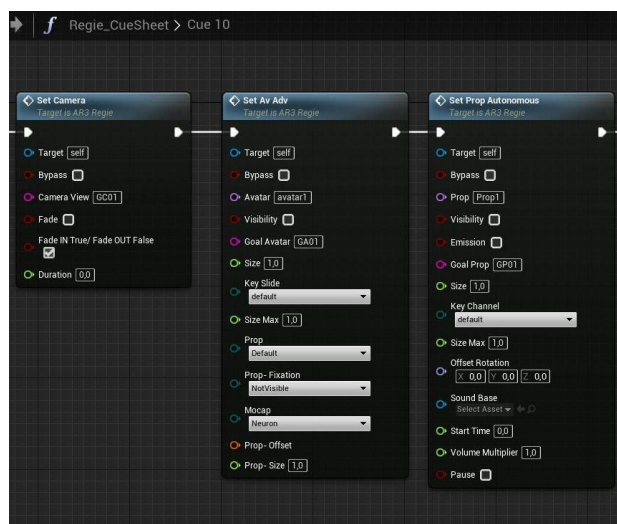 f Regie_CueSheet > Cue 10
Set Camera
Target is AR3 Regie
Target self
Bypass
Camera View GC01
Fade
Fade IN True/ Fade OUT False
Duration 0,0
Set Av Adv
Target is AR3 Regie
Target self
Bypass
Avatar avatar1
Visibility
Goal Avatar GA01
Size 1,0
Key Slide
default
Size Max 1,0
Prop
Default
Prop- Fixation
NotVisible
Mocap
Neuron
Prop- Offset
Prop- Size 1,0
Set Prop Autonomous
Target is AR3 Regie
Target self
Bypass
Prop Prop1
Visibility
Emission
Goal Prop GP01
Size 1,0
Key Channel
default
Size Max 1,0
Offset Rotation
X 0,0 Y 0,0 Z 0,0
Sound Base
Select Asset
Start Time 0,0
Volume Multiplier 1,0
Pause